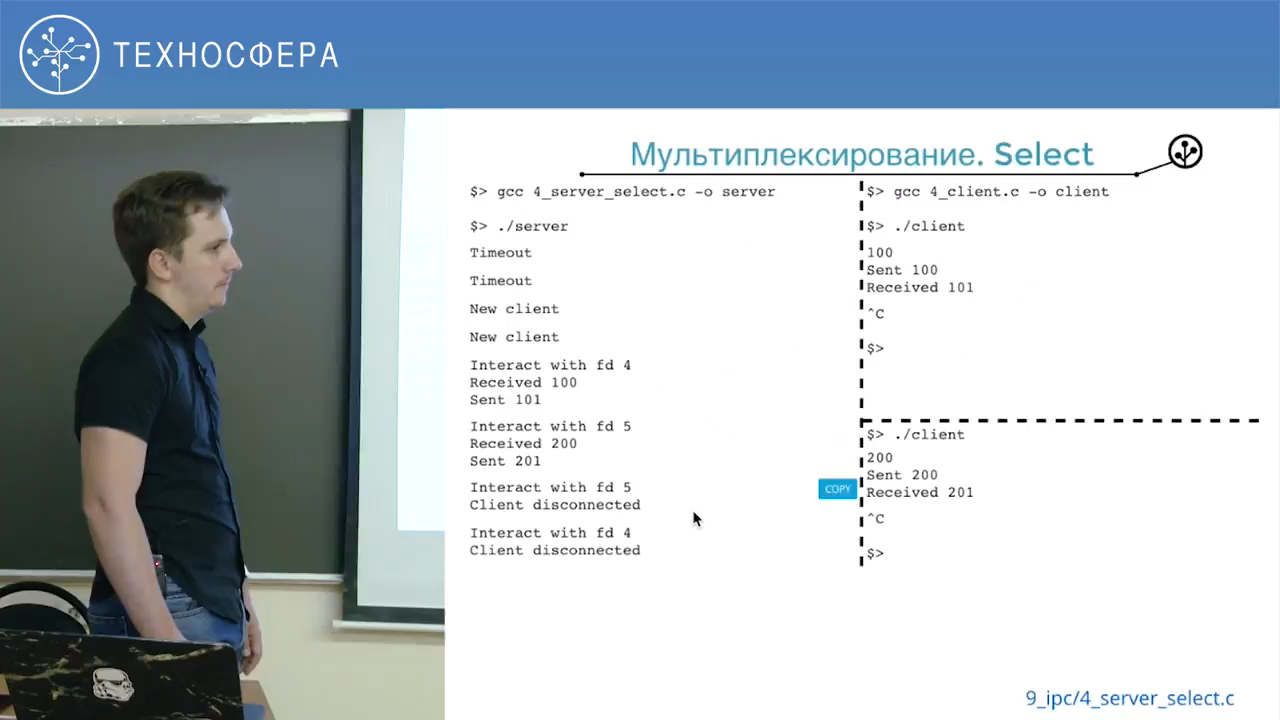 ТЕХНОСФЕРА
Мультиплексирование. Select
$> gcc 4_server_select.c -o server
$> ./server
Timeout
Timeout
New client
New client
Interact with fd 4
Received 100
Sent 101
Interact with fd 5
Received 200
Sent 201
Interact with fd 5
Client disconnected
Interact with fd 4
Client disconnected
COPY
$> gcc 4_client.c -o client
$> ./client
100
Sent 100
Received 101
^C
$>
$> ./client
200
Sent 200
Received 201
^C
$>
9_ipc/4_server_select.c